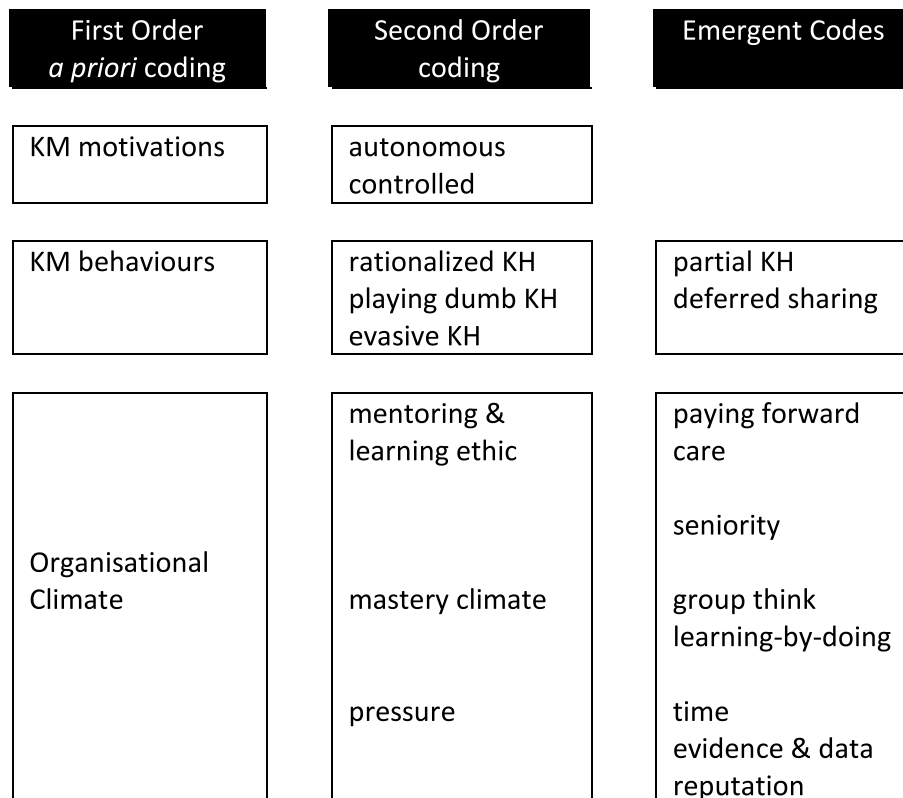 First Order
a priori coding
Second Order
coding
Emergent Codes
KM motivations
autonomous
controlled
KM behaviours
rationalized KH
playing dumb KH
evasive KH
partial KH
deferred sharing
Organisational
Climate
mentoring &
learning ethic
mastery climate
pressure
paying forward
care
seniority
group think
learning-by-doing
time
evidence & data
reputation